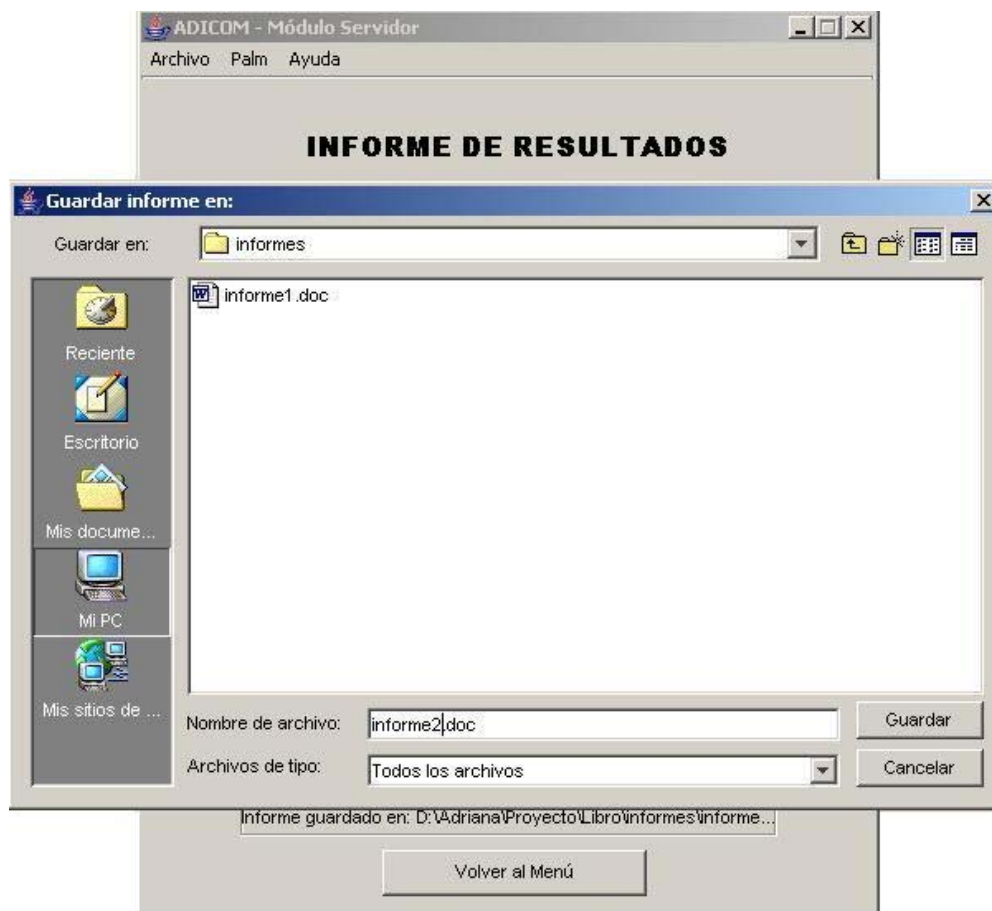 ADICOM - Módulo Servidor
Archivo Palm Ayuda
INFORME DE RESULTADOS
Guardar informe en:
Guardar en: informes
informe1.doc
Reciente
Escritorio
Mis docume...
Mi PC
Mis sitios de ...
Nombre de archivo: informe2.doc Guardar
Archivos de tipo: Todos los archivos Cancelar
Informe guardado en: D:\Adriana\Proyecto\Libro\informes\informe...
Volver al Menú